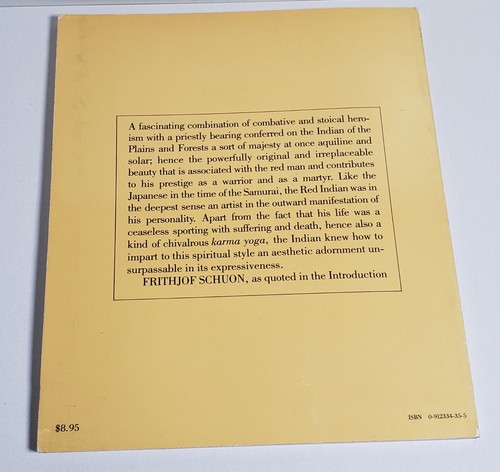 A fascinating combination of combative and stoical hero-
ism with a priestly bearing conferred on the Indian of the
Plains and Forests a sort of majesty at once aquiline and
solar; hence the powerfully original and irreplaceable
beauty that is associated with the red man and contributes
to his prestige as a warrior and as a martyr. Like the
Japanese in the time of the Samurai, the Red Indian was in
the deepest sense an artist in the outward manifestation of
his personality. Apart from the fact that his life was a
ceaseless sporting with suffering and death, hence also a
kind of chivalrous karma yoga, the Indian knew how to
impart to this spiritual style an aesthetic adornment un-
surpassable in its expressiveness.
FRITHJOF SCHUON, as quoted in the Introduction
ISBN 0-912334-35-5
$8.95